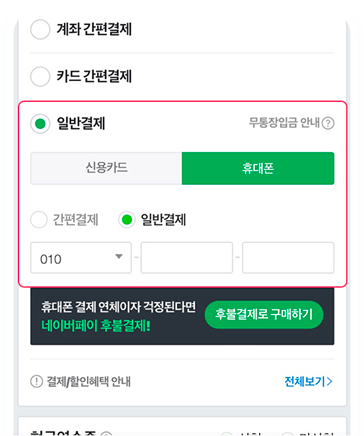 계좌 간편결제
카드 간편결제
일반결제 무통장입금 안내 ?
신용카드 휴대폰
간편결제 일반결제
010 - -
휴대폰 결제 연체이자 걱정된다면
네이버페이 후불결제!
후불결제로 구매하기
결제/할인혜택 안내 전체보기 >